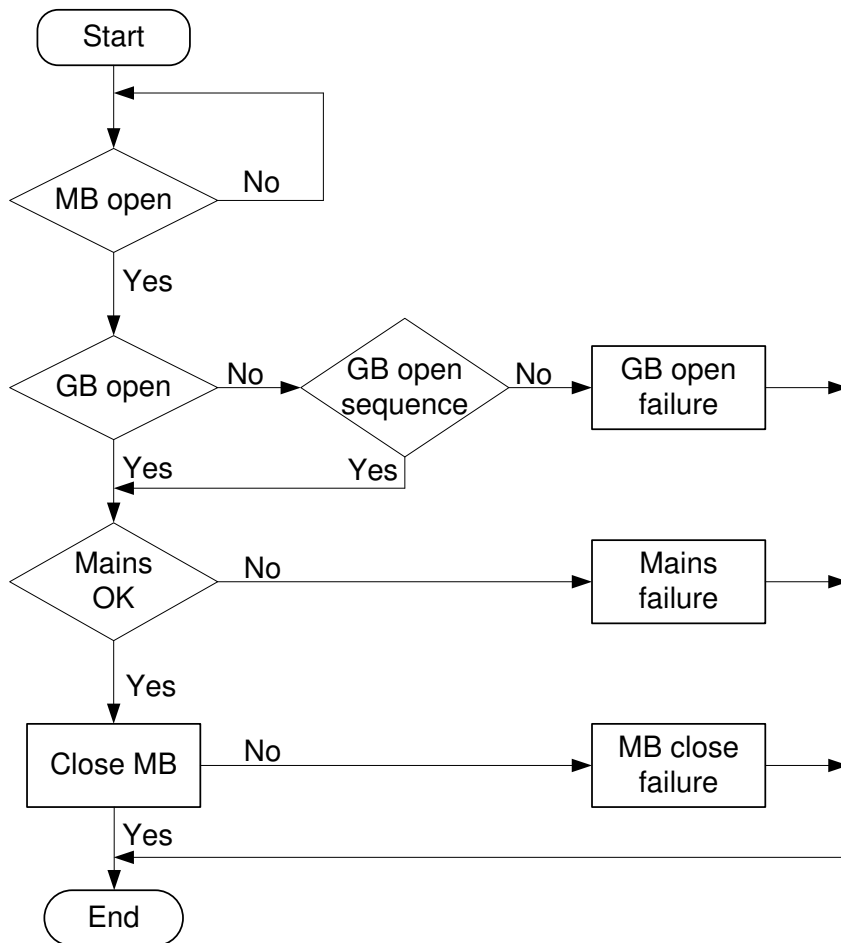 Start
No
MB open
Yes
GB open
No
GB open
sequence
No
GB open
failure
Yes
Yes
Mains
OK
No
Mains
failure
Yes
Close MB
No
MB close
failure
Yes
End